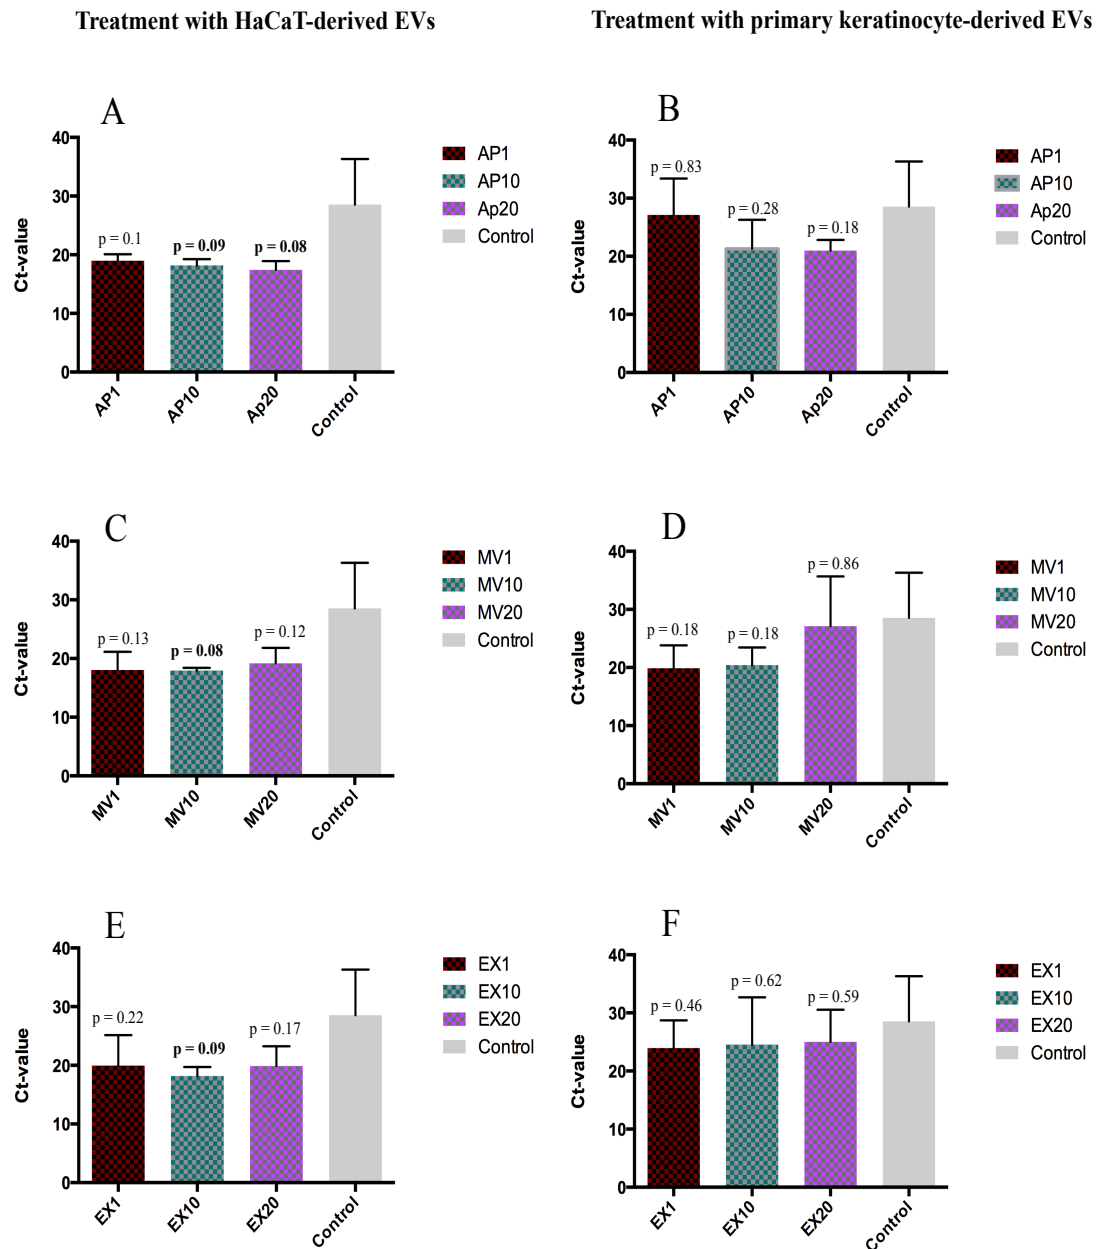 Treatment with HaCaT-derived EVs
Treatment with primary keratinocyte-derived EVs
A
40
30
20
10
0
Ct-value
p = 0.1
p = 0.09
p = 0.08
AP1
AP10
Ap20
Control
AP1
AP10
Ap20
Control
B
40
30
20
10
0
Ct-value
p = 0.83
p = 0.28
p = 0.18
AP1
AP10
Ap20
Control
AP1
AP10
Ap20
Control
C
40
30
20
10
0
Ct-value
p = 0.13
p = 0.08
p = 0.12
MV1
MV10
MV20
Control
MV1
MV10
MV20
Control
D
40
30
20
10
0
Ct-value
p = 0.18
p = 0.18
p = 0.86
MV1
MV10
MV20
Control
MV1
MV10
MV20
Control
E
40
30
20
10
0
Ct-value
p = 0.22
p = 0.09
p = 0.17
EX1
EX10
EX20
Control
EX1
EX10
EX20
Control
F
40
30
20
10
0
Ct-value
p = 0.46
p = 0.62
p = 0.59
EX1
EX10
EX20
Control
EX1
EX10
EX20
Control